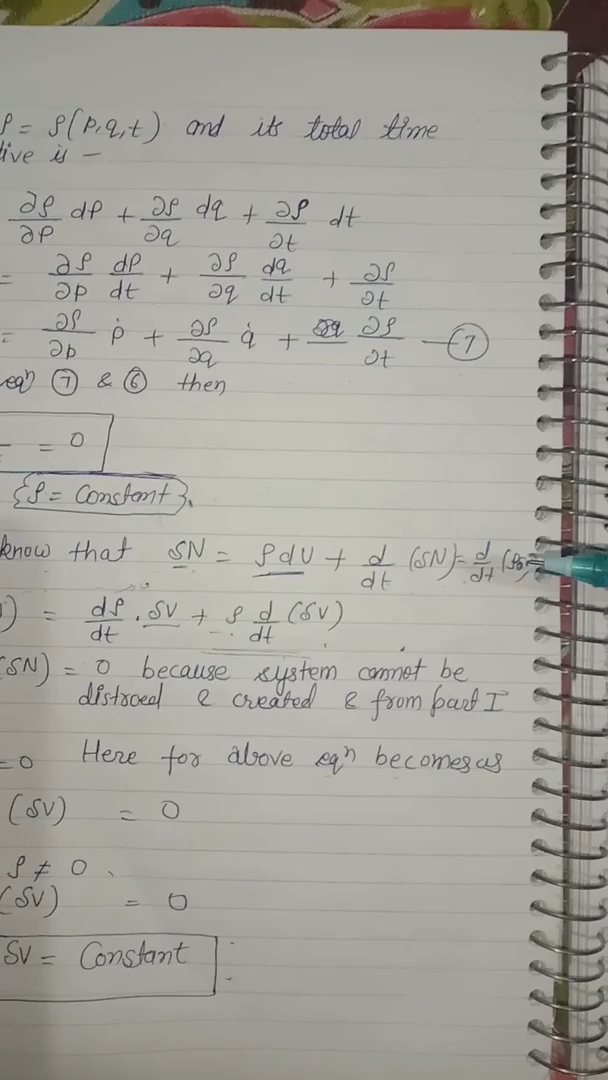 ρ = ρ(p,q,t) and its total time
tive is —
∂ρ/∂p dp + ∂ρ/∂q dq + ∂ρ/∂t dt
= ∂ρ/∂p dp/dt + ∂ρ/∂q dq/dt + ∂ρ/∂t
= ∂ρ/∂p ṗ + ∂ρ/∂q q̇ + ∂ρ/∂t — ⑦
eqⁿ ⑦ & ⑥ then
= 0
{ρ = Constant}.
know that δN = ρdV + d/dt (δN) = d/dt (ρ
) = dρ/dt . δV + ρ d/dt (δV)
(δN) = 0 because system cannot be
distroed & created & from part I
=0 Here for above eqⁿ becomes as
(δV) = 0
ρ ≠ 0
(δV) = 0
δV = Constant